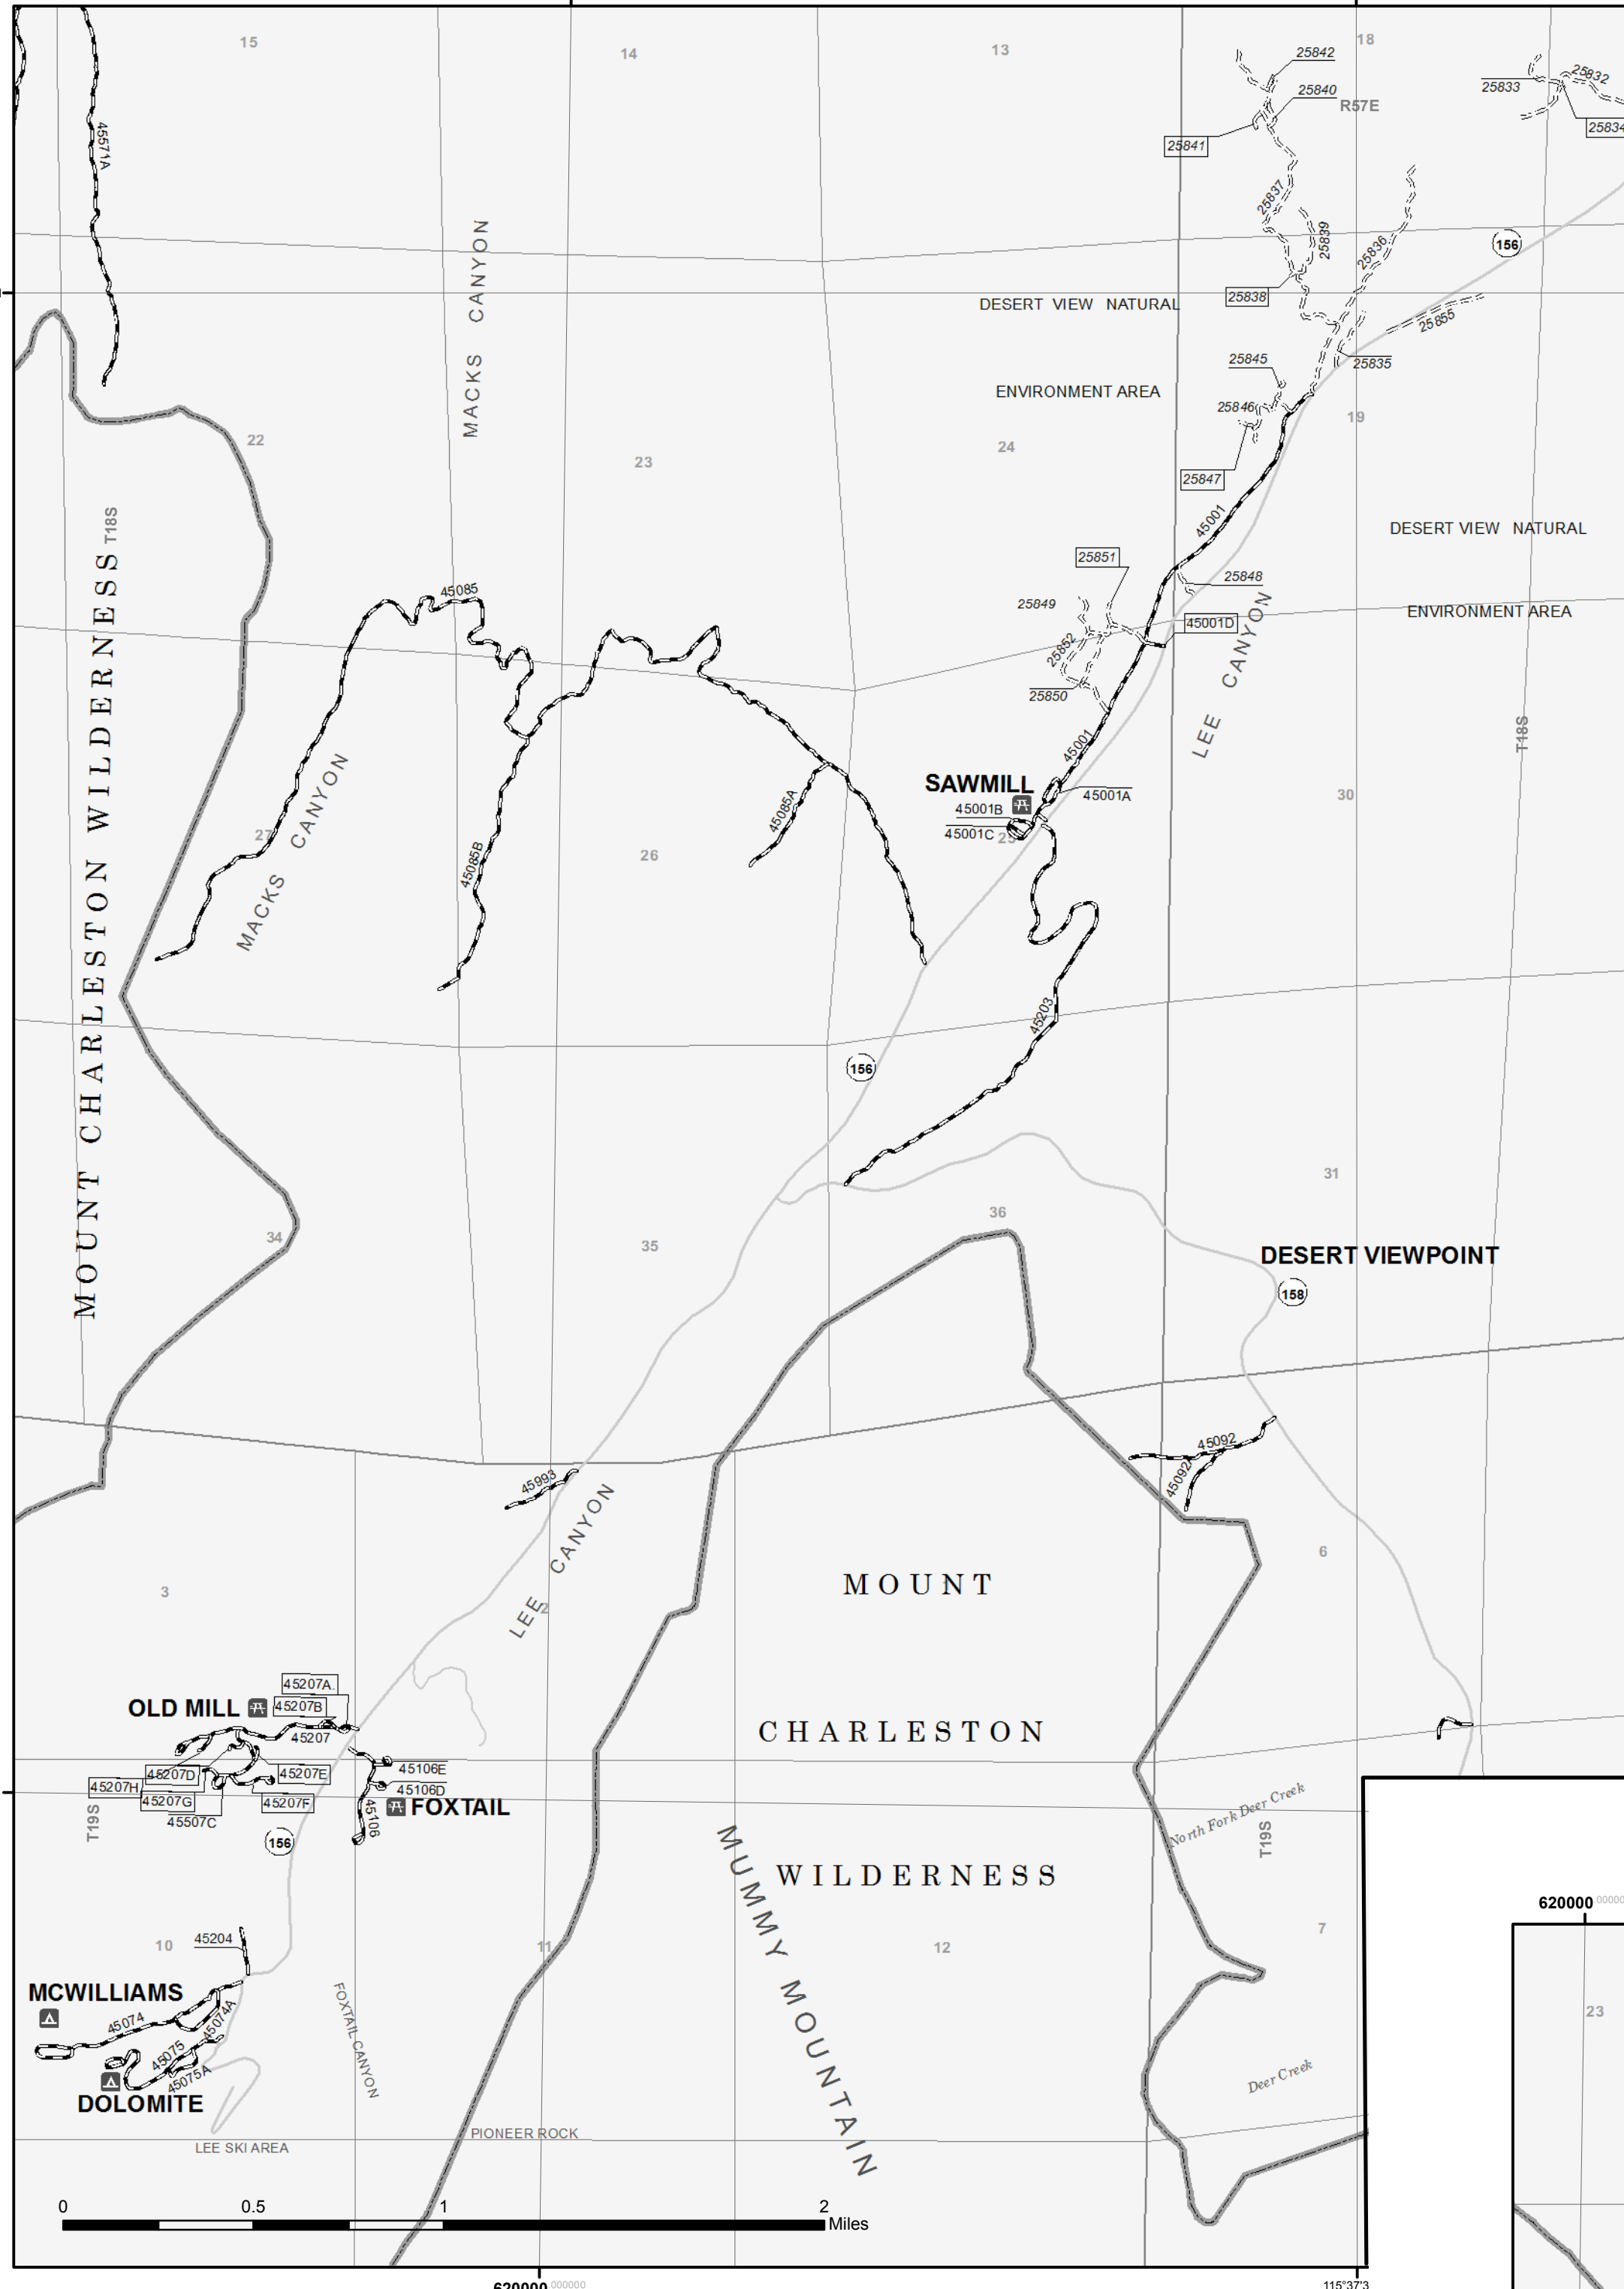 15
14
13
18
25842
25840
R57E
25841
25833
25832
25834
45571A
25837
25839
25836
156
MACKS CANYON
25838
25855
25835
DESERT VIEW NATURAL
ENVIRONMENT AREA
25845
25846
25847
19
22
23
24
45001
T18S
DESERT VIEW NATURAL
ENVIRONMENT AREA
25851
25848
25849
45001D
25852
25850
LEE CANYON
T18S
45085
MOUNT CHARLESTON WILDERNESS
45001
SAWMILL
45001A
45001B
45001C
25
30
27
MACKS CANYON
45085B
45085A
26
45203
156
31
34
35
36
DESERT VIEWPOINT
158
45092
45092
45993
LEE CANYON
3
2
6
MOUNT
CHARLESTON
WILDERNESS
45207A
OLD MILL
45207B
45207
45106E
45106D
45207D
45207E
45207H
45207G
45207F
45507C
45106
FOXTAIL
T19S
156
North Fork Deer Creek
T19S
MUMMY MOUNTAIN
620000
10
45204
11
12
7
23
MCWILLIAMS
45074
45074A
45075
45075A
DOLOMITE
FOXTAIL CANYON
Deer Creek
LEE SKI AREA
PIONEER ROCK
0 0.5 1 2
Miles
620000.000000
115°37'3